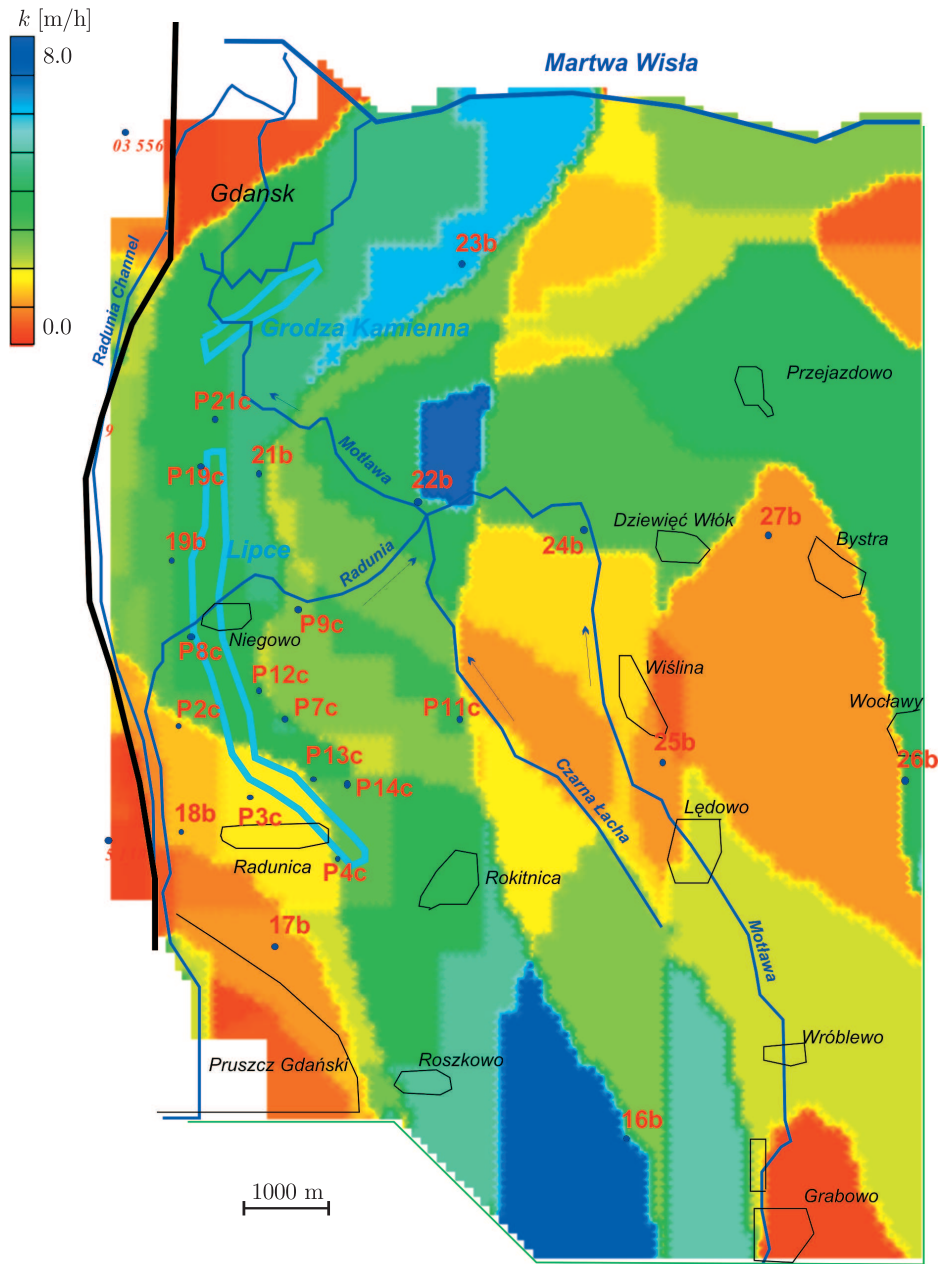 k [m/h]
8.0
0.0
Martwa Wisła
03 556
Gdansk
23b
Radunia Channel
Grodza Kamienna
Przejazdowo
P21c
9
21b
P19c
Motława
22b
Dziewięć Włók
27b
24b
Bystra
19b
Lipce
Radunia
P9c
Niegowo
P8c
Wiślina
P12c
Wocławy
P2c
P7c
P11c
25b
26b
P13c
P14c
Czarna Łacha
P3c
Lędowo
18b
Radunica
P4c
Rokitnica
17b
Motława
Wróblewo
Pruszcz Gdański
Roszkowo
16b
1000 m
Grabowo